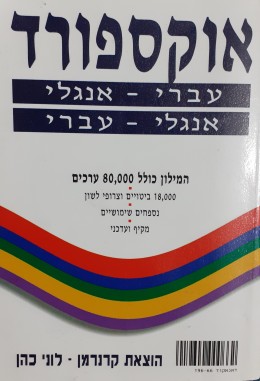 אוקספורד
עברי - אנגלי
אנגלי - עברי
המילון כולל 80,000 ערכים
18,000 ביטויים וצרופי לשון
נספחים שימושיים
מקיף ועדכני
הוצאת קרנרמן · לוני כהן